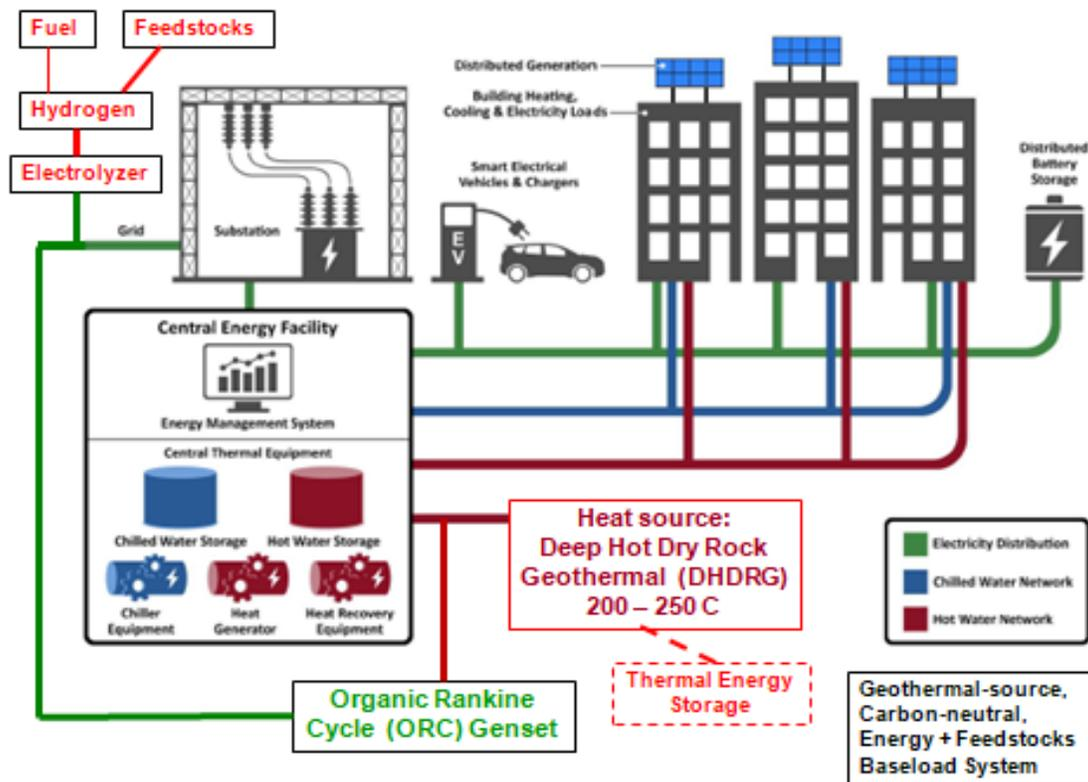 Fuel
Feedstocks
Hydrogen
Electrolyzer
Grid
Substation
Distributed Generation
Building Heating,
Cooling & Electricity Loads
Smart Electrical
Vehicles & Chargers
EV
Distributed
Battery
Storage
Central Energy Facility
Energy Management System
Central Thermal Equipment
Chilled Water Storage
Hot Water Storage
Chiller
Equipment
Heat
Generator
Heat Recovery
Equipment
Heat source:
Deep Hot Dry Rock
Geothermal (DHDRG)
200 – 250 C
Thermal Energy
Storage
Organic Rankine
Cycle (ORC) Genset
Electricity Distribution
Chilled Water Network
Hot Water Network
Geothermal-source,
Carbon-neutral,
Energy + Feedstocks
Baseload System